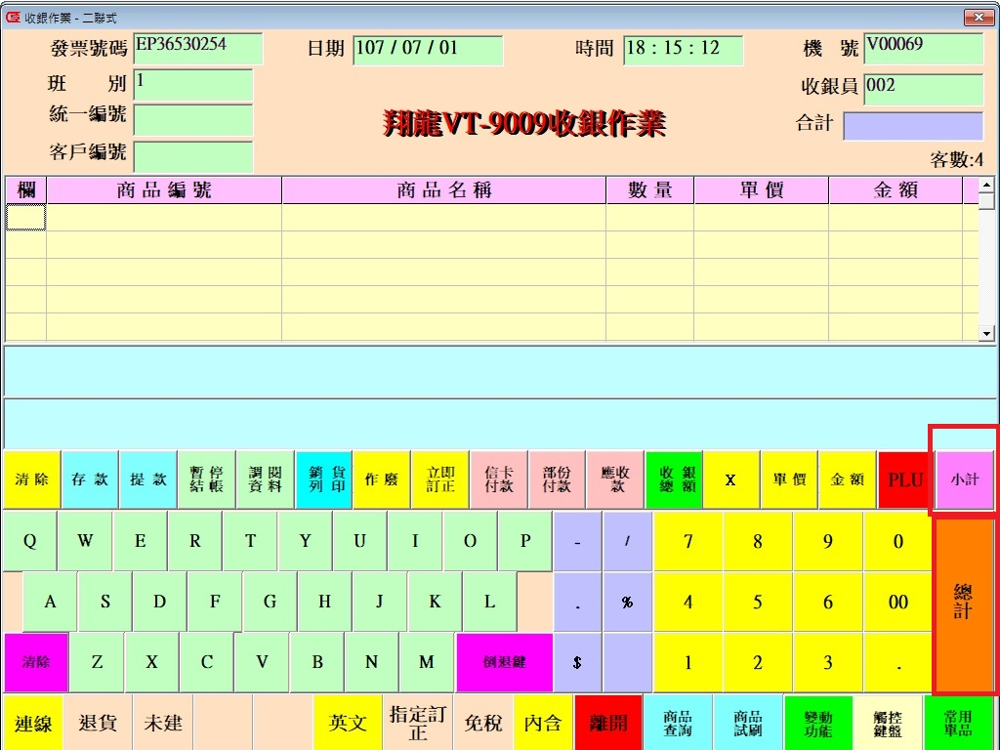 收銀作業 - 二聯式
發票號碼 EP36530254 日期 107 / 07 / 01 時間 18 : 15 : 12 機 號 V00069
班 別 1 收銀員 002
統一編號 翔龍VT-9009收銀作業 合計
客戶編號 客數:4
欄 商品編號 商品名稱 數量 單價 金額
清除 存款 提款 暫停結帳 調閱資料 銷貨列印 作廢 立即訂正 信卡付款 部份付款 應收款 收銀總額 X 單價 金額 PLU 小計
Q W E R T Y U I O P - / 7 8 9 0
總計
A S D F G H J K L . % 4 5 6 00
清除 Z X C V B N M 倒退鍵 $ 1 2 3 .
連線 退貨 未建 英文 指定訂正 免稅 內含 離開 商品查詢 商品試刷 變動功能 觸控鍵盤 常用單品